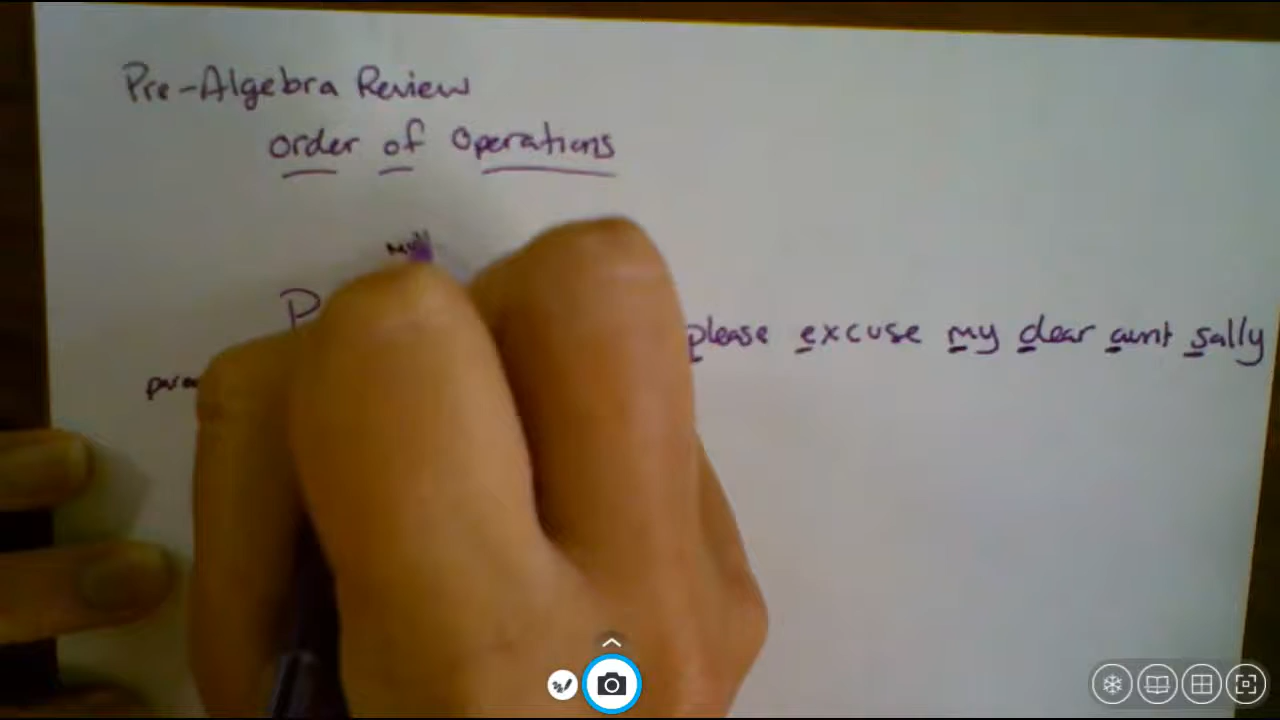 Pre-Algebra Review
Order of Operations
P
please excuse my dear aunt sally